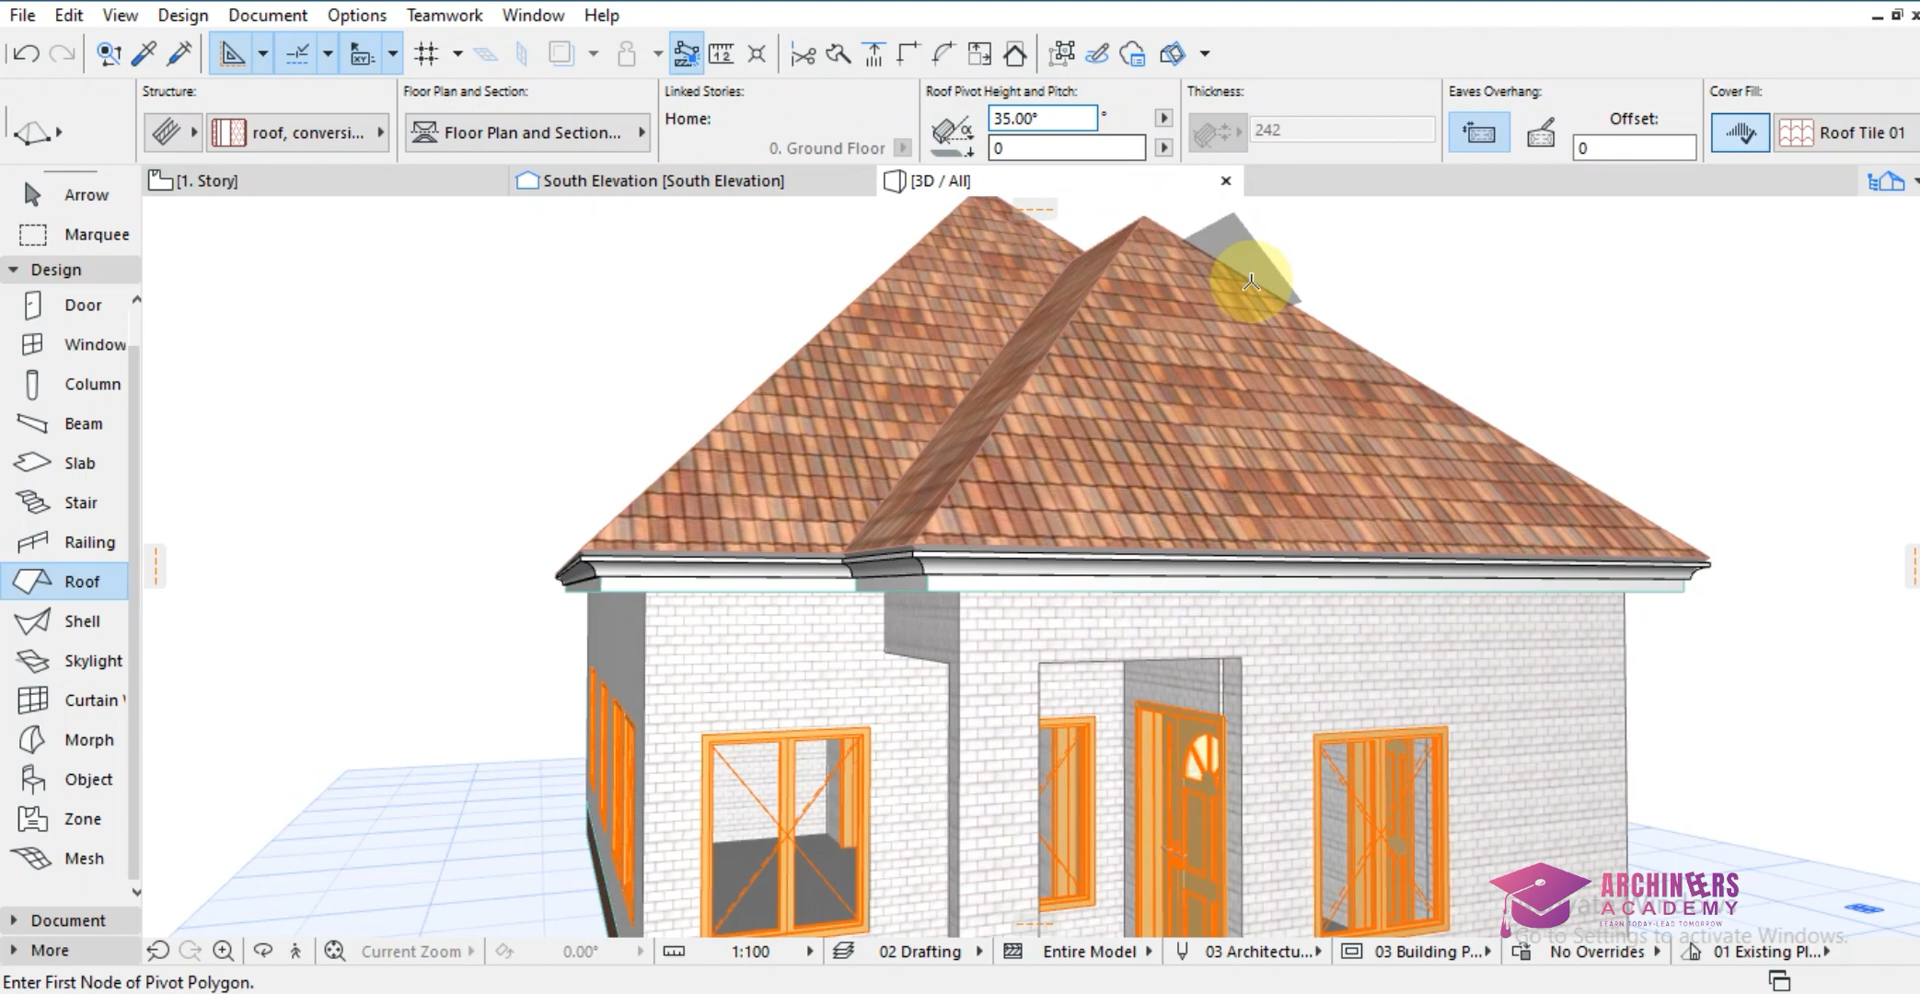 File Edit View Design Document Options Teamwork Window Help
Structure: Floor Plan and Section: Linked Stories: Roof Pivot Height and Pitch: Thickness: Eaves Overhang: Cover Fill:
roof, conversi... Floor Plan and Section... Home: 35.00° ° 242 Offset: Roof Tile 01
0. Ground Floor 0 0
[1. Story] South Elevation [South Elevation] [3D / All]
Arrow
Marquee
Design
Door
Window
Column
Beam
Slab
Stair
Railing
Roof
Shell
Skylight
Curtain
Morph
Object
Zone
Mesh
Document
More
ARCHINEERS
ACADEMY
LEARN TODAY-LEAD TOMORROW
Go to Settings to activate Windows.
Current Zoom 0.00° 1:100 02 Drafting Entire Model 03 Architectu... 03 Building P... No Overrides 01 Existing Pl...
Enter First Node of Pivot Polygon.